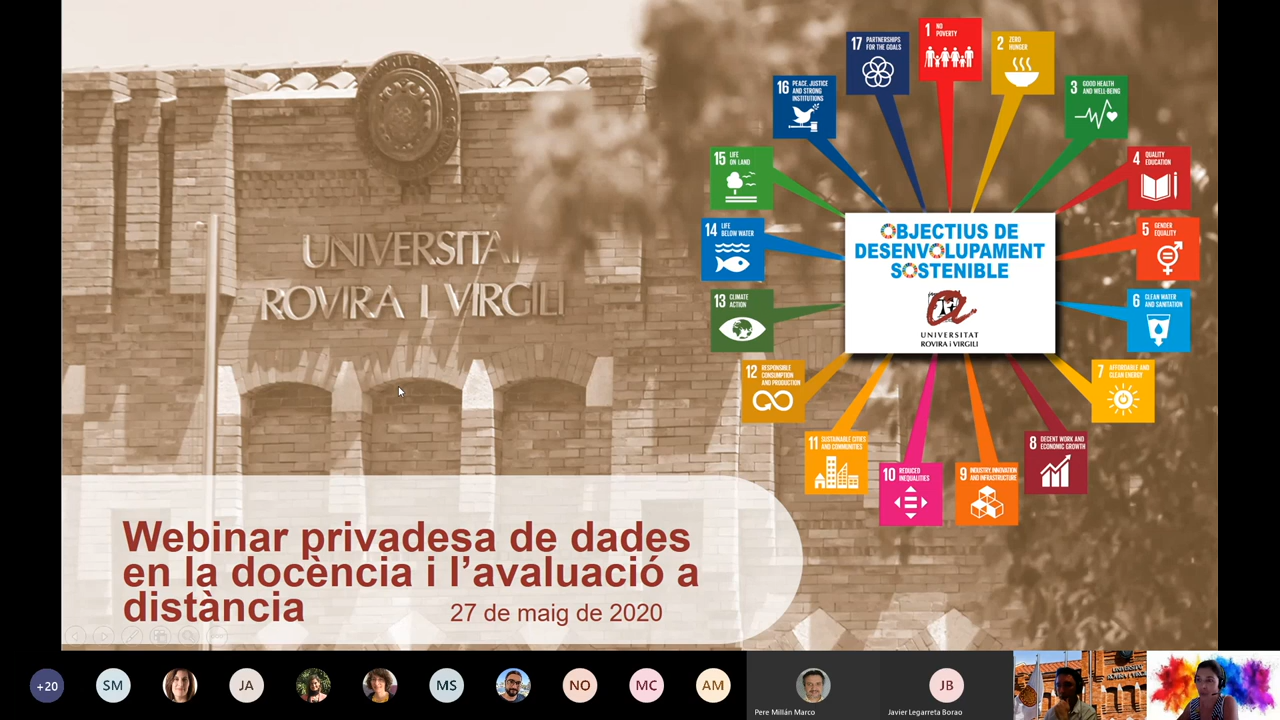 UNIVERSITAT
ROVIRA I VIRGILI
1 NO
POVERTY
2 ZERO
HUNGER
3 GOOD HEALTH
AND WELL-BEING
4 QUALITY
EDUCATION
5 GENDER
EQUALITY
6 CLEAN WATER
AND SANITATION
7 AFFORDABLE AND
CLEAN ENERGY
8 DECENT WORK AND
ECONOMIC GROWTH
9 INDUSTRY, INNOVATION
AND INFRASTRUCTURE
10 REDUCED
INEQUALITIES
11 SUSTAINABLE CITIES
AND COMMUNITIES
12 RESPONSIBLE
CONSUMPTION
AND PRODUCTION
13 CLIMATE
ACTION
14 LIFE
BELOW WATER
15 LIFE
ON LAND
16 PEACE, JUSTICE
AND STRONG
INSTITUTIONS
17 PARTNERSHIPS
FOR THE GOALS
OBJECTIUS DE
DESENVOLUPAMENT
SOSTENIBLE
UNIVERSITAT
ROVIRA i VIRGILI
Webinar privadesa de dades
en la docència i l’avaluació a
distància
27 de maig de 2020
+20
SM
JA
MS
NO
MC
AM
Pere Millán Marco
JB
Javier Legarreta Borao